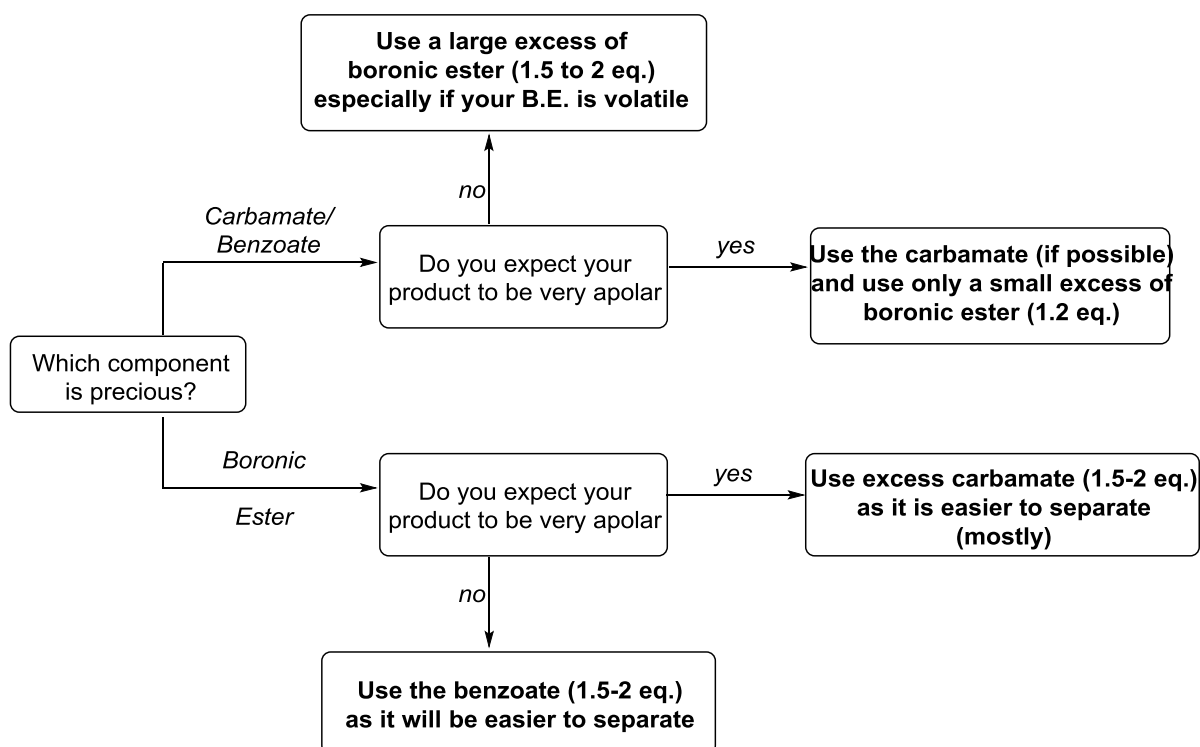 Use a large excess of
boronic ester (1.5 to 2 eq.)
especially if your B.E. is volatile
no
Carbamate/
Benzoate
Do you expect your
product to be very apolar
yes
Use the carbamate (if possible)
and use only a small excess of
boronic ester (1.2 eq.)
Which component
is precious?
Boronic
Ester
Do you expect your
product to be very apolar
yes
Use excess carbamate (1.5-2 eq.)
as it is easier to separate
(mostly)
no
Use the benzoate (1.5-2 eq.)
as it will be easier to separate